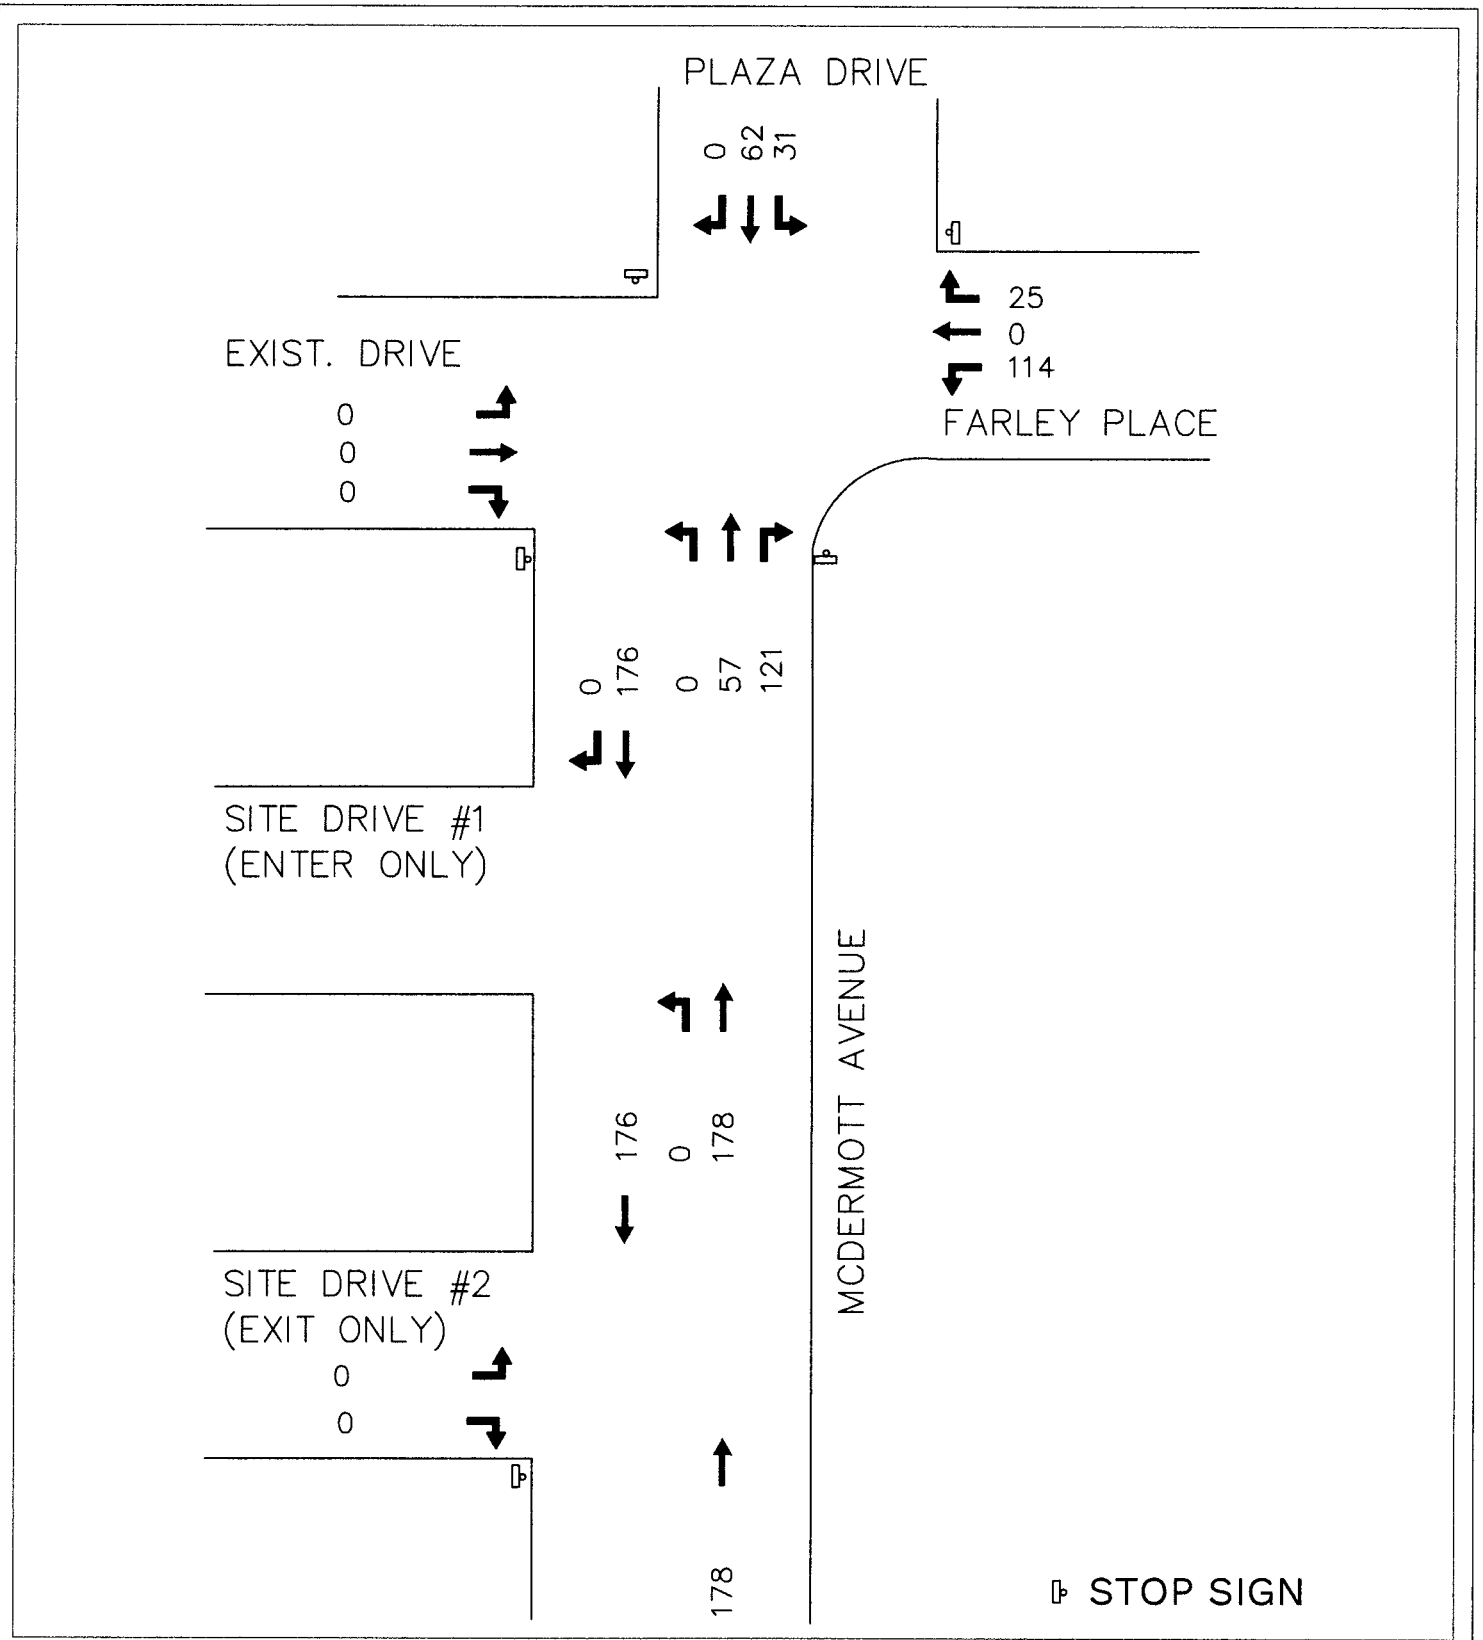 PLAZA DRIVE
0
62
31
25
0
114
EXIST. DRIVE
0
0
0
FARLEY PLACE
0
176
0
57
121
SITE DRIVE #1
(ENTER ONLY)
MCDERMOTT AVENUE
176
0
178
SITE DRIVE #2
(EXIT ONLY)
0
0
178
STOP SIGN